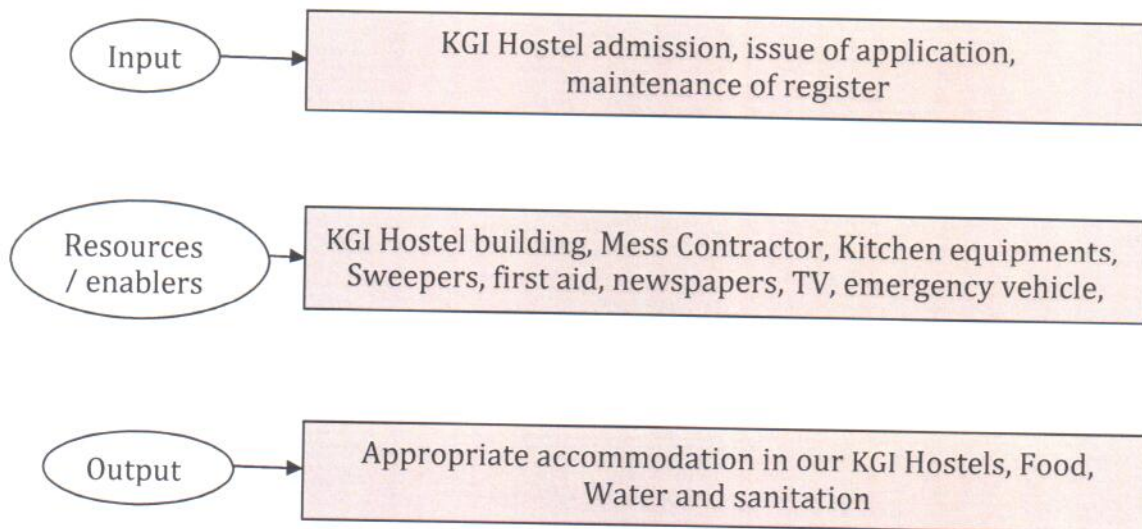 Input
KGI Hostel admission, issue of application,
maintenance of register
Resources
/ enablers
KGI Hostel building, Mess Contractor, Kitchen equipments,
Sweepers, first aid, newspapers, TV, emergency vehicle,
Output
Appropriate accommodation in our KGI Hostels, Food,
Water and sanitation